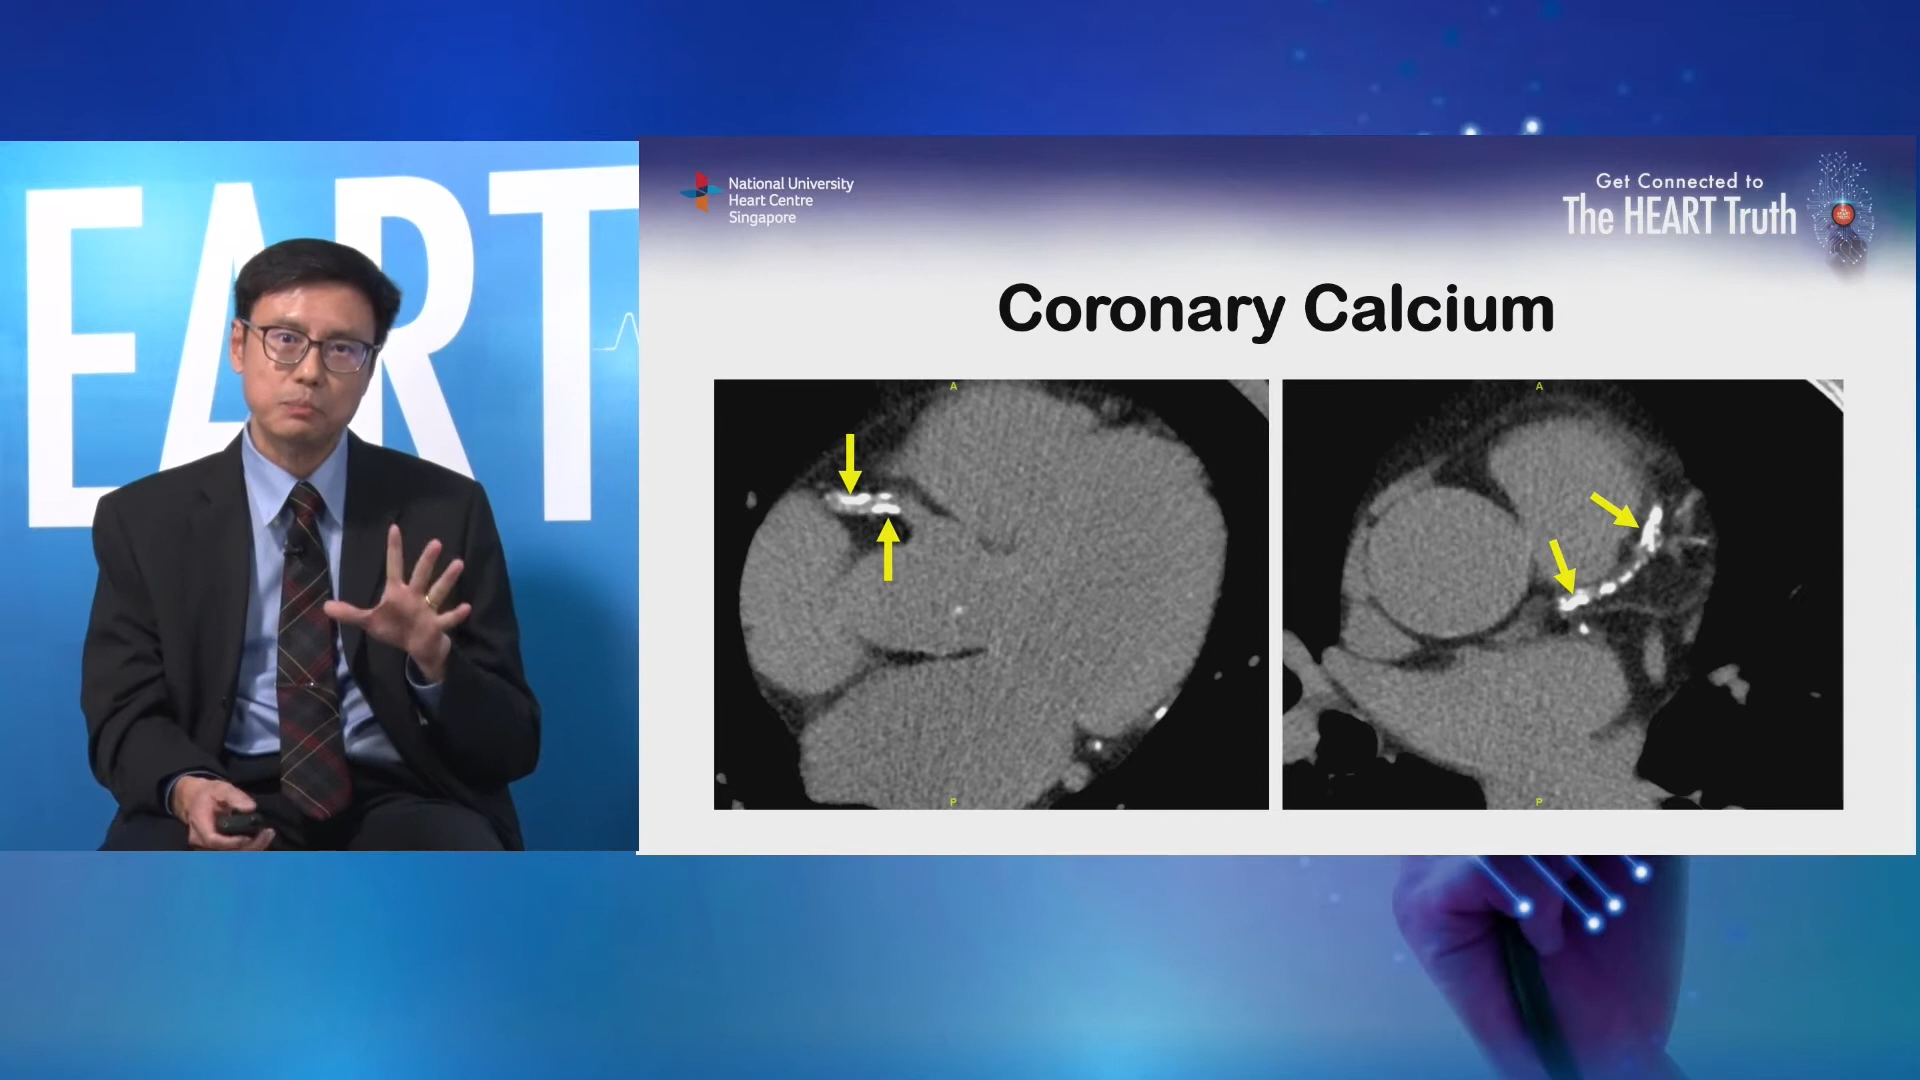 EART
National University
Heart Centre
Singapore
Get Connected to
The HEART Truth
Coronary Calcium
A
P
A
P